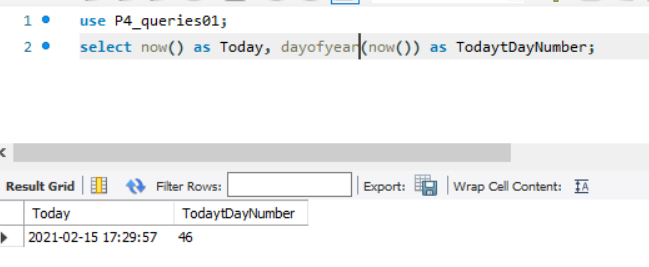 1 use P4_queries01;
2 select now() as Today, dayofyear(now()) as TodaytDayNumber;
Result Grid Filter Rows: Export: Wrap Cell Content: IA
Today TodaytDayNumber
2021-02-15 17:29:57 46